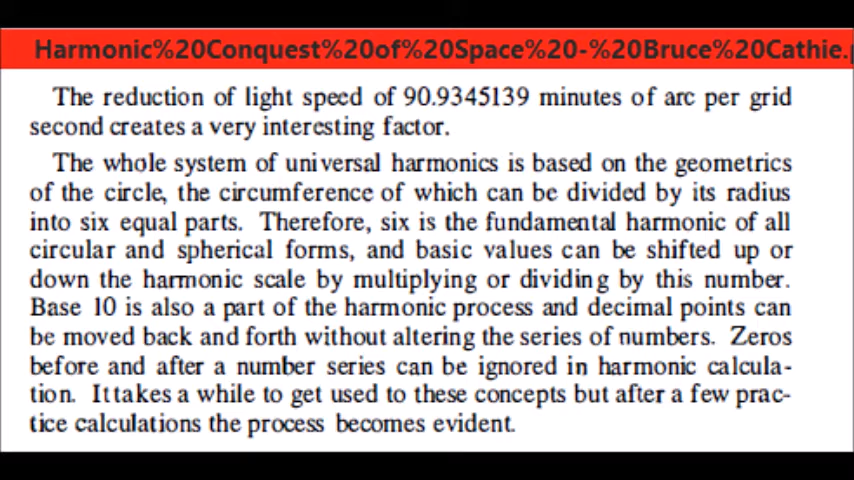 Harmonic%20Conquest%20of%20Space%20-%20Bruce%20Cathie.p
The reduction of light speed of 90.9345139 minutes of arc per grid
second creates a very interesting factor.
The whole system of universal harmonics is based on the geometrics
of the circle, the circumference of which can be divided by its radius
into six equal parts. Therefore, six is the fundamental harmonic of all
circular and spherical forms, and basic values can be shifted up or
down the harmonic scale by multiplying or dividing by this number.
Base 10 is also a part of the harmonic process and decimal points can
be moved back and forth without altering the series of numbers. Zeros
before and after a number series can be ignored in harmonic calcula-
tion. It takes a while to get used to these concepts but after a few prac-
tice calculations the process becomes evident.